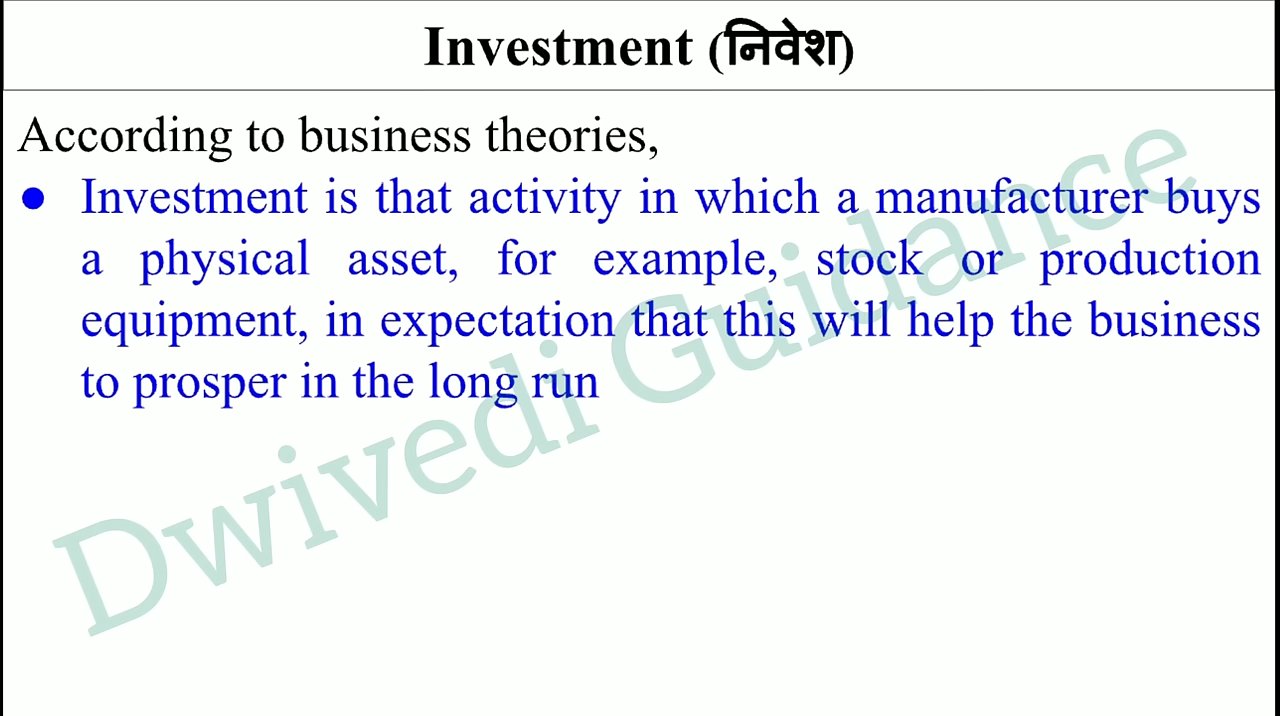 Investment (निवेश)
According to business theories,
● Investment is that activity in which a manufacturer buys
a physical asset, for example, stock or production
equipment, in expectation that this will help the business
to prosper in the long run
Dwivedi Guidance